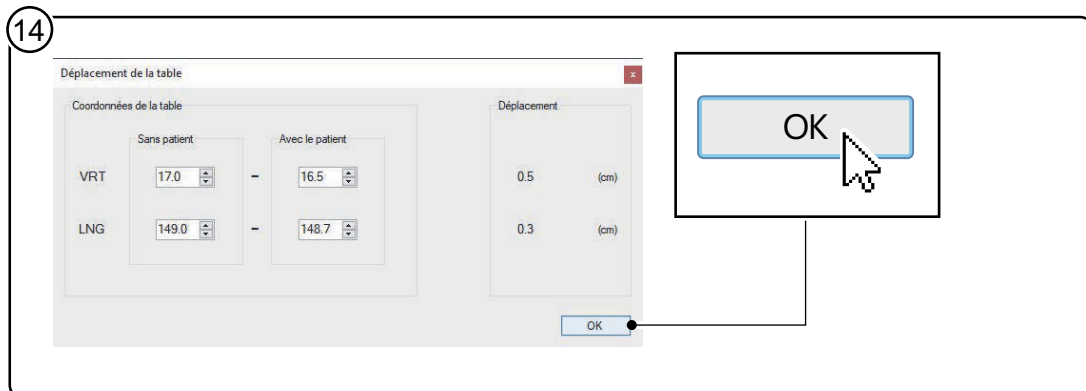 14
Déplacement de la table
x
Coordonnées de la table
Déplacement
Sans patient
Avec le patient
VRT 17.0 - 16.5 0.5 (cm)
LNG 149.0 - 148.7 0.3 (cm)
OK
OK